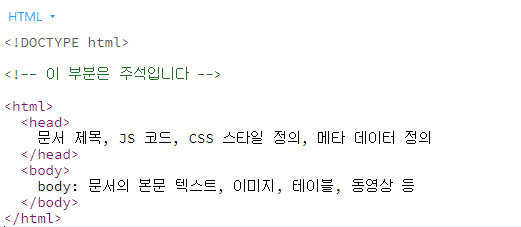 HTML
<!DOCTYPE html>
<!-- 이 부분은 주석입니다 -->
<html>
<head>
문서 제목, JS 코드, CSS 스타일 정의, 메타 데이터 정의
</head>
<body>
body: 문서의 본문 텍스트, 이미지, 테이블, 동영상 등
</body>
</html>